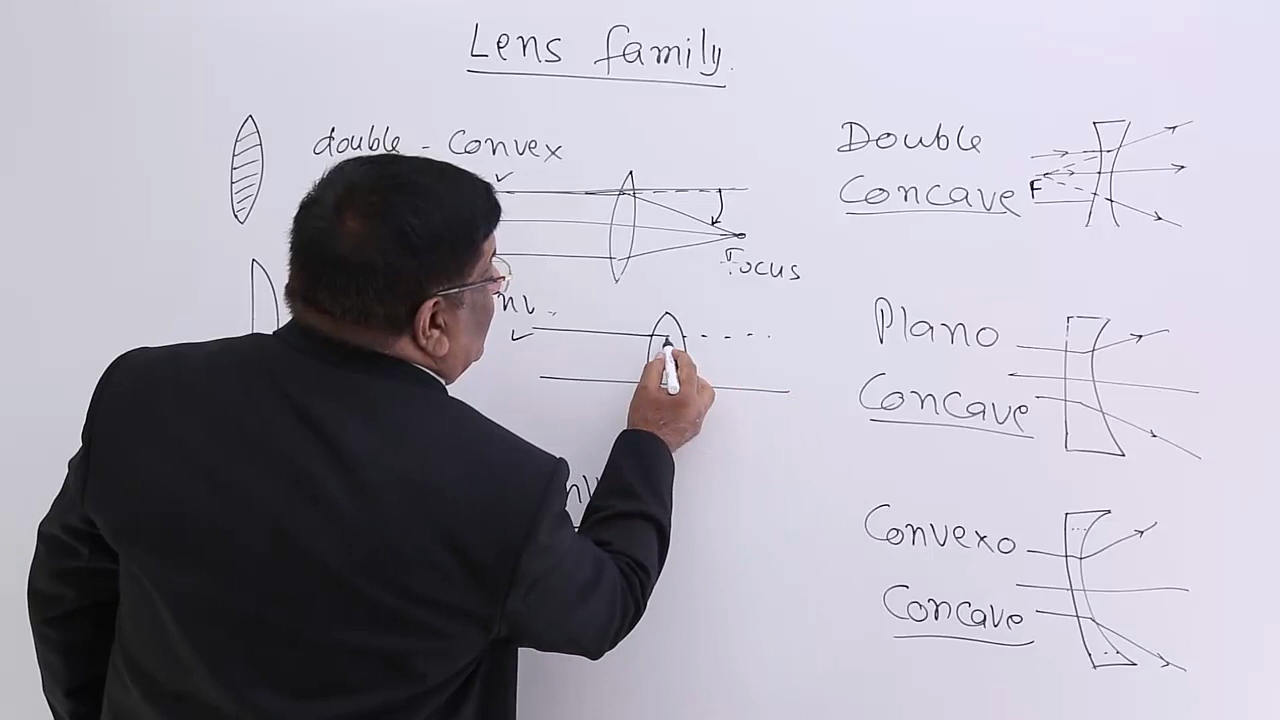 Lens family.
double - Convex
Focus
Double
Concave
F
Plano
Concave
Convexo
Concave